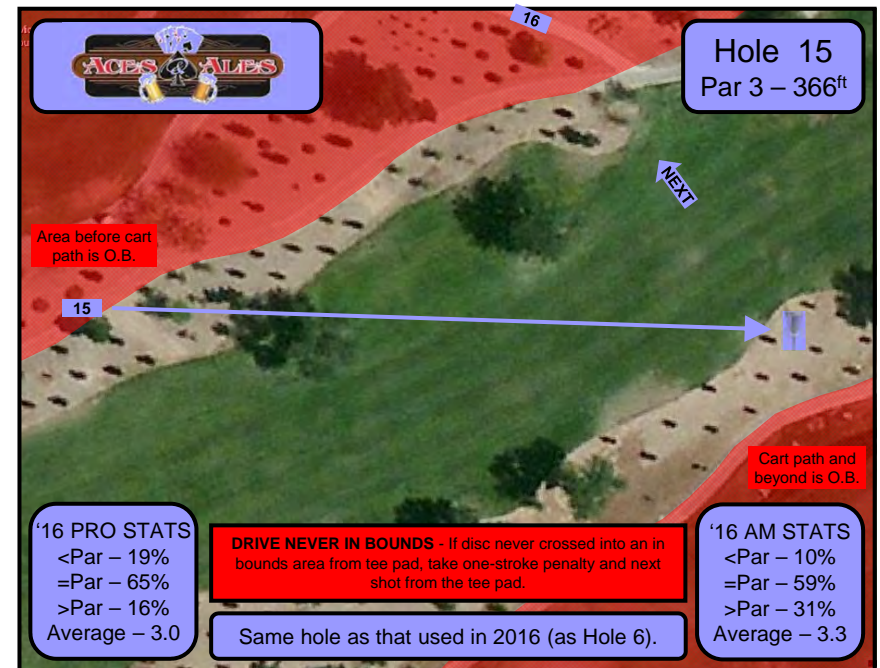 16
ACES & ALES
Hole 15
Par 3 – 366ft
NEXT
Area before cart
path is O.B.
15
Cart path and
beyond is O.B.
‘16 PRO STATS
<Par – 19%
=Par – 65%
>Par – 16%
Average – 3.0
DRIVE NEVER IN BOUNDS - If disc never crossed into an in
bounds area from tee pad, take one-stroke penalty and next
shot from the tee pad.
Same hole as that used in 2016 (as Hole 6).
‘16 AM STATS
<Par – 10%
=Par – 59%
>Par – 31%
Average – 3.3